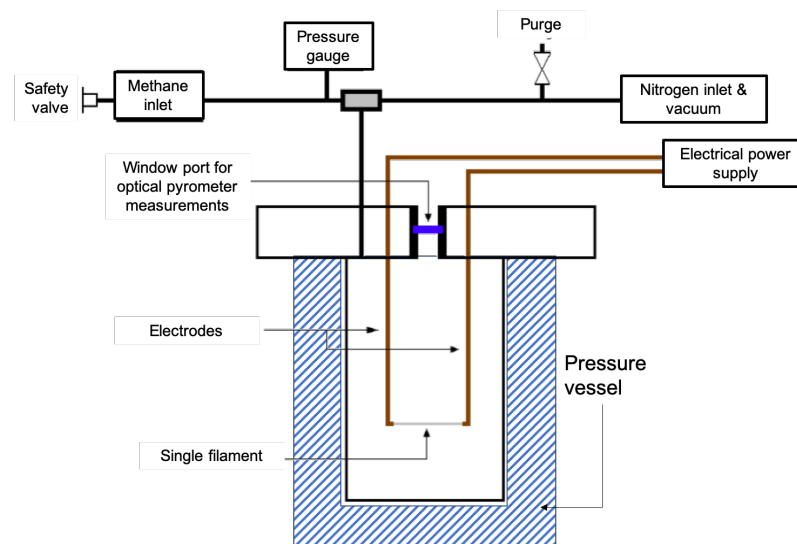 Purge
Pressure
gauge
Safety
valve
Methane
inlet
Nitrogen inlet &
vacuum
Electrical power
supply
Window port for
optical pyrometer
measurements
Electrodes
Pressure
vessel
Single filament